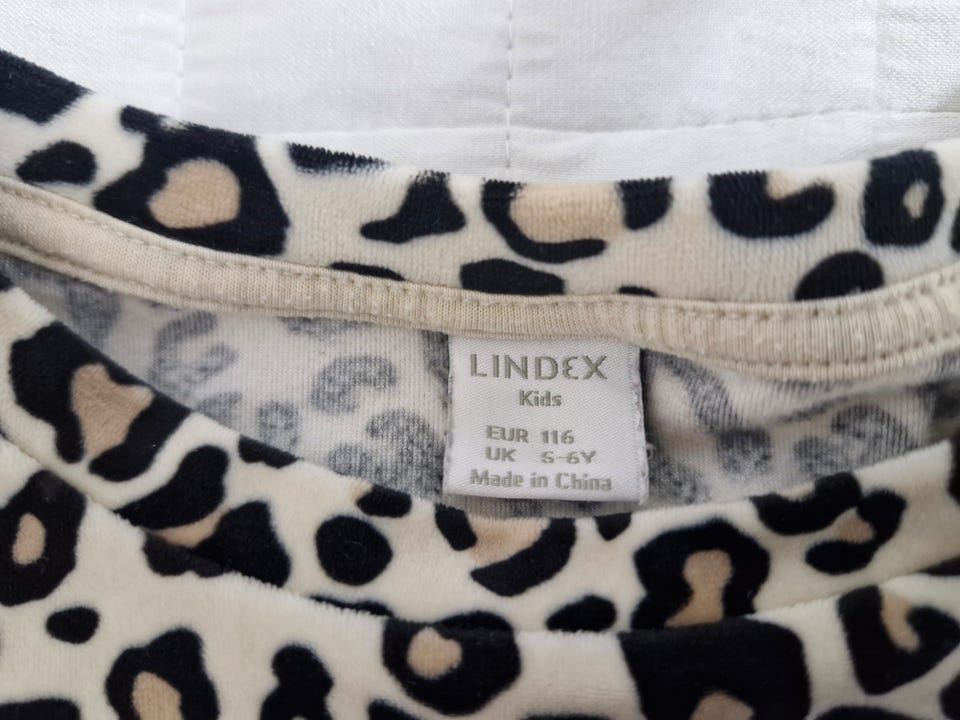 LINDEX
Kids
EUR 116
UK 5-6Y
Made in China